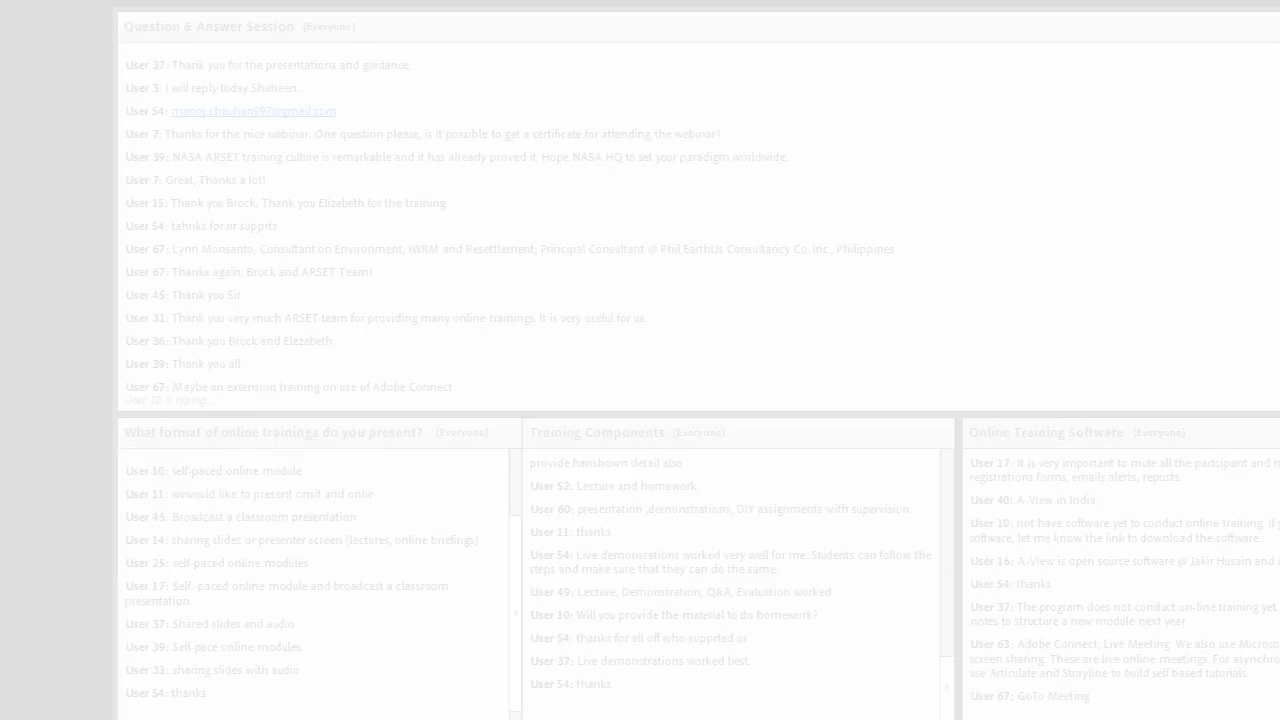 Question & Answer Session (Everyone)
User 37: Thank you for the presentations and guidance.
User 3: I will reply today Shaheen..
User 54: manoj.chauhan997@gmail.com
User 7: Thanks for the nice webinar. One question please, is it possible to get a certificate for attending the webinar?
User 39: NASA ARSET training culture is remarkable and it has already proved it. Hope NASA HQ to set your paradigm worldwide.
User 7: Great, Thanks a lot!
User 15: Thank you Brock, Thank you Elizabeth for the training
User 54: tahnks for ur supprts
User 67: Lynn Monsanto, Consultant on Environment, IWRM and Resettlement; Principal Consultant @ Phil EarthUs Consultancy Co. Inc., Philippines
User 67: Thanks again, Brock and ARSET Team!
User 45: Thank you Sir
User 31: Thank you very much ARSET team for providing many online trainings. It is very useful for us.
User 36: Thank you Brock and Elezabeth
User 39: Thank you all.
User 67: Maybe an extension training on use of Adobe Connect
is typing..
What format of online trainings do you present? (Everyone)
User 10: self-paced online module
User 11: wewould like to present onsit and onlie
User 45: Broadcast a classroom presentation
User 14: sharing slides or presenter screen (lectures, online briefings)
User 25: self-paced online modules
User 17: Self -paced online module and broadcast a classroom
presentation.
User 37: Shared slides and audio
User 39: Self-pace online modules.
User 33: sharing slides with audio
User 54: thanks
Training Components (Everyone)
provide hanshown detail also
User 52: Lecture and homework
User 60: presentation ,demonstrations, DIY assignments with supervision
User 11: thanks
User 54: Live demonsrations worked very well for me. Students can follow the
steps and make sure that they can do the same.
User 49: Lecture, Demonstration, Q&A, Evaluation worked
User 10: Will you provide the material to do homework?
User 54: thanks for all off who supprted us
User 37: Live demonstrations worked best.
User 54: thanks
Online Training Software (Everyone)
User 17: It is very important to mute all the partcipant and
registrations forms, emails alerts, reposts.
User 40: A-View in India
User 10: not have software yet to conduct online training. If
software, let me know the link to download the software.
User 16: A-View is open source software @ Jakir Husain and
User 54: thanks
User 37: The program does not conduct on-line training yet.
notes to structure a new module next year.
User 63: Adobe Connect, Live Meeting. We also use
screen sharing. These are live online meetings. For
use Articulate and Storyline to build self based tutorials.
User 67: GoTo Meeting